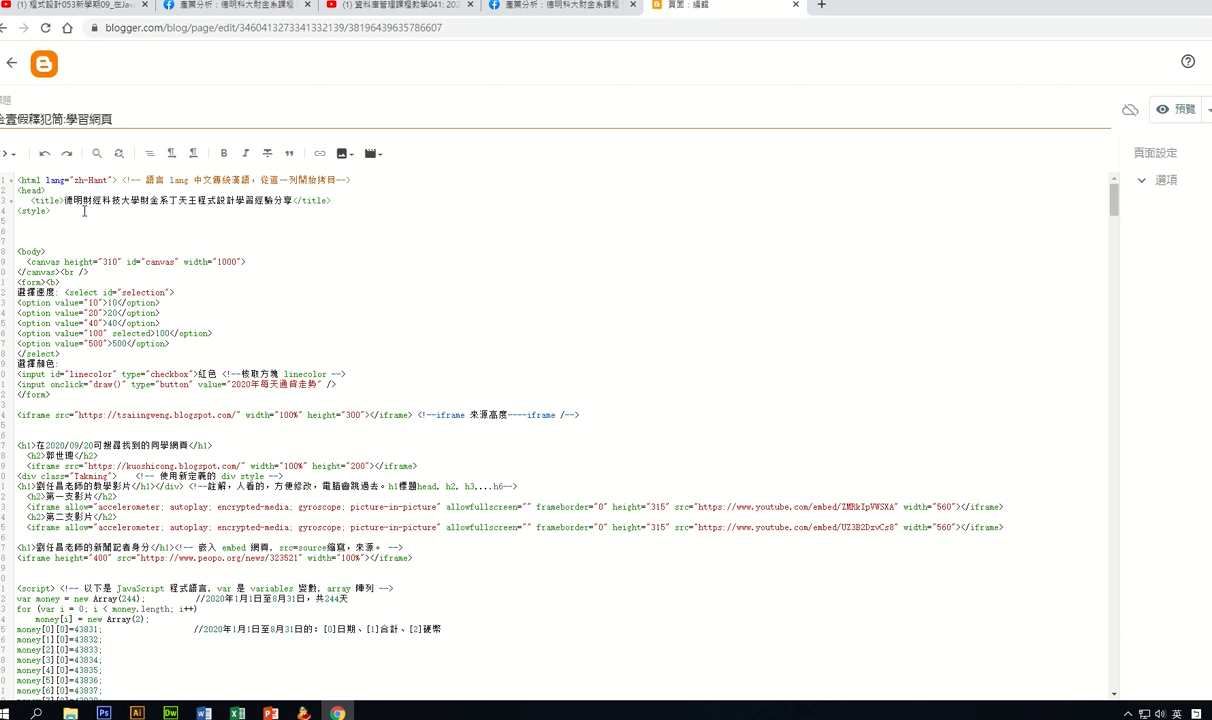 (1) 程式設計053新學期09_在Java
產業分析：德明科大財金系課程
(1) 資料庫管理課程教學041: 202
產業分析：德明科大財金系課程
頁面：編輯
blogger.com/blog/page/edit/3460413273341332139/38196439635786607
金壹假釋犯筒:學習網頁
預覽
頁面設定
選項
<html lang="zh-Hant"> <!-- 語言 lang 中文傳統漢語，從這一列開始拷目-->
<head>
<title>德明財經科技大學財金系丁天王程式設計學習經驗分享</title>
<style>
<body>
<canvas height="310" id="canvas" width="1000">
</canvas><br />
<form><b>
選擇速度: <select id="selection">
<option value="10">10</option>
<option value="20">20</option>
<option value="40">40</option>
<option value="100" selected>100</option>
<option value="500">500</option>
</select>
選擇顏色:
<input id="linecolor" type="checkbox">紅色 <!--核取方塊 linecolor -->
<input onclick="draw()" type="button" value="2020年每天通貨走勢" />
</form>
<iframe src="https://tsaiingweng.blogspot.com/" width="100%" height="300"></iframe> <!--iframe 來源高度----iframe /-->
<h1>在2020/09/20可搜尋找到的同學網頁</h1>
<h2>郭世璁</h2>
<iframe src="https://kuoshicong.blogspot.com/" width="100%" height="200"></iframe>
<div class="Takming"> <!-- 使用新定義的 div style -->
<h1>劉任昌老師的教學影片</h1></div> <!--註解，人看的，方便修改，電腦會跳過去。h1標題head, h2, h3,...h6-->
<h2>第一支影片</h2>
<iframe allow="accelerometer; autoplay; encrypted-media; gyroscope; picture-in-picture" allowfullscreen="" frameborder="0" height="315" src="https://www.youtube.com/embed/ZMRkIpVWSXA" width="560"></iframe>
<h2>第二支影片</h2>
<iframe allow="accelerometer; autoplay; encrypted-media; gyroscope; picture-in-picture" allowfullscreen="" frameborder="0" height="315" src="https://www.youtube.com/embed/UZ3B2DzvCs8" width="560"></iframe>
<h1>劉任昌老師的新聞記者身分</h1><!-- 嵌入 embed 網頁, src=source縮寫，來源。 -->
<iframe height="400" src="https://www.peopo.org/news/323521" width="100%"></iframe>
<script> <!-- 以下是 JavaScript 程式語言, var 是 variables 變數, array 陣列 -->
var money = new Array(244); //2020年1月1日至8月31日，共244天
for (var i = 0; i < money.length; i++)
money[i] = new Array(2);
money[0][0]=43831; //2020年1月1日至8月31日的: [0]日期、[1]合計、[2]硬幣
money[1][0]=43832;
money[2][0]=43833;
money[3][0]=43834;
money[4][0]=43835;
money[5][0]=43836;
money[6][0]=43837;
英